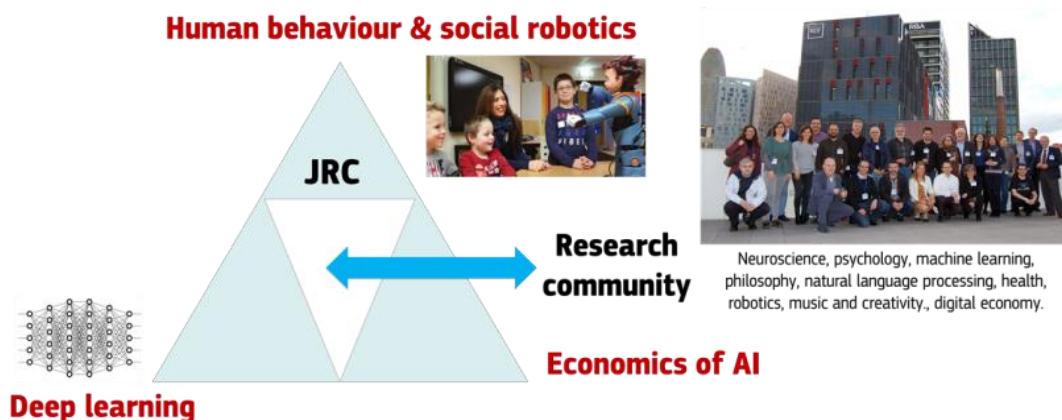 Human behaviour & social robotics
JRC
Research
community
Neuroscience, psychology, machine learning,
philosophy, natural language processing, health,
robotics, music and creativity., digital economy.
Economics of AI
Deep learning